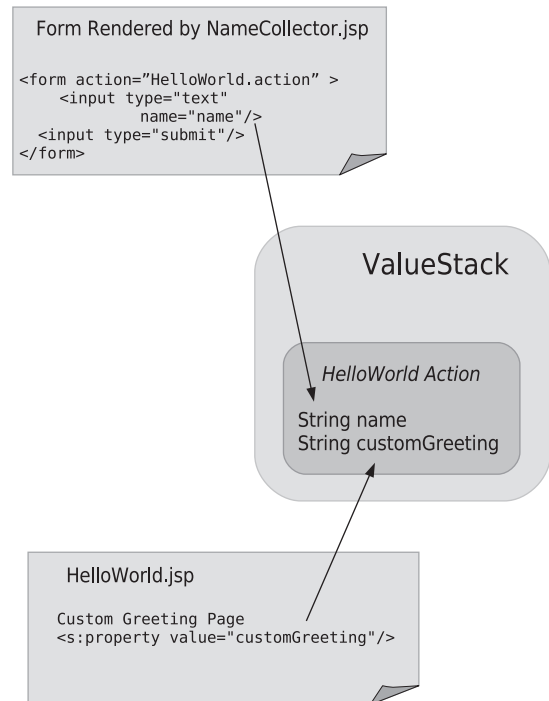 Form Rendered by NameCollector.jsp
<form action=”HelloWorld.action” >
<input type="text"
name="name"/>
<input type="submit"/>
</form>
ValueStack
HelloWorld Action
String name
String customGreeting
HelloWorld.jsp
Custom Greeting Page
<s:property value="customGreeting"/>